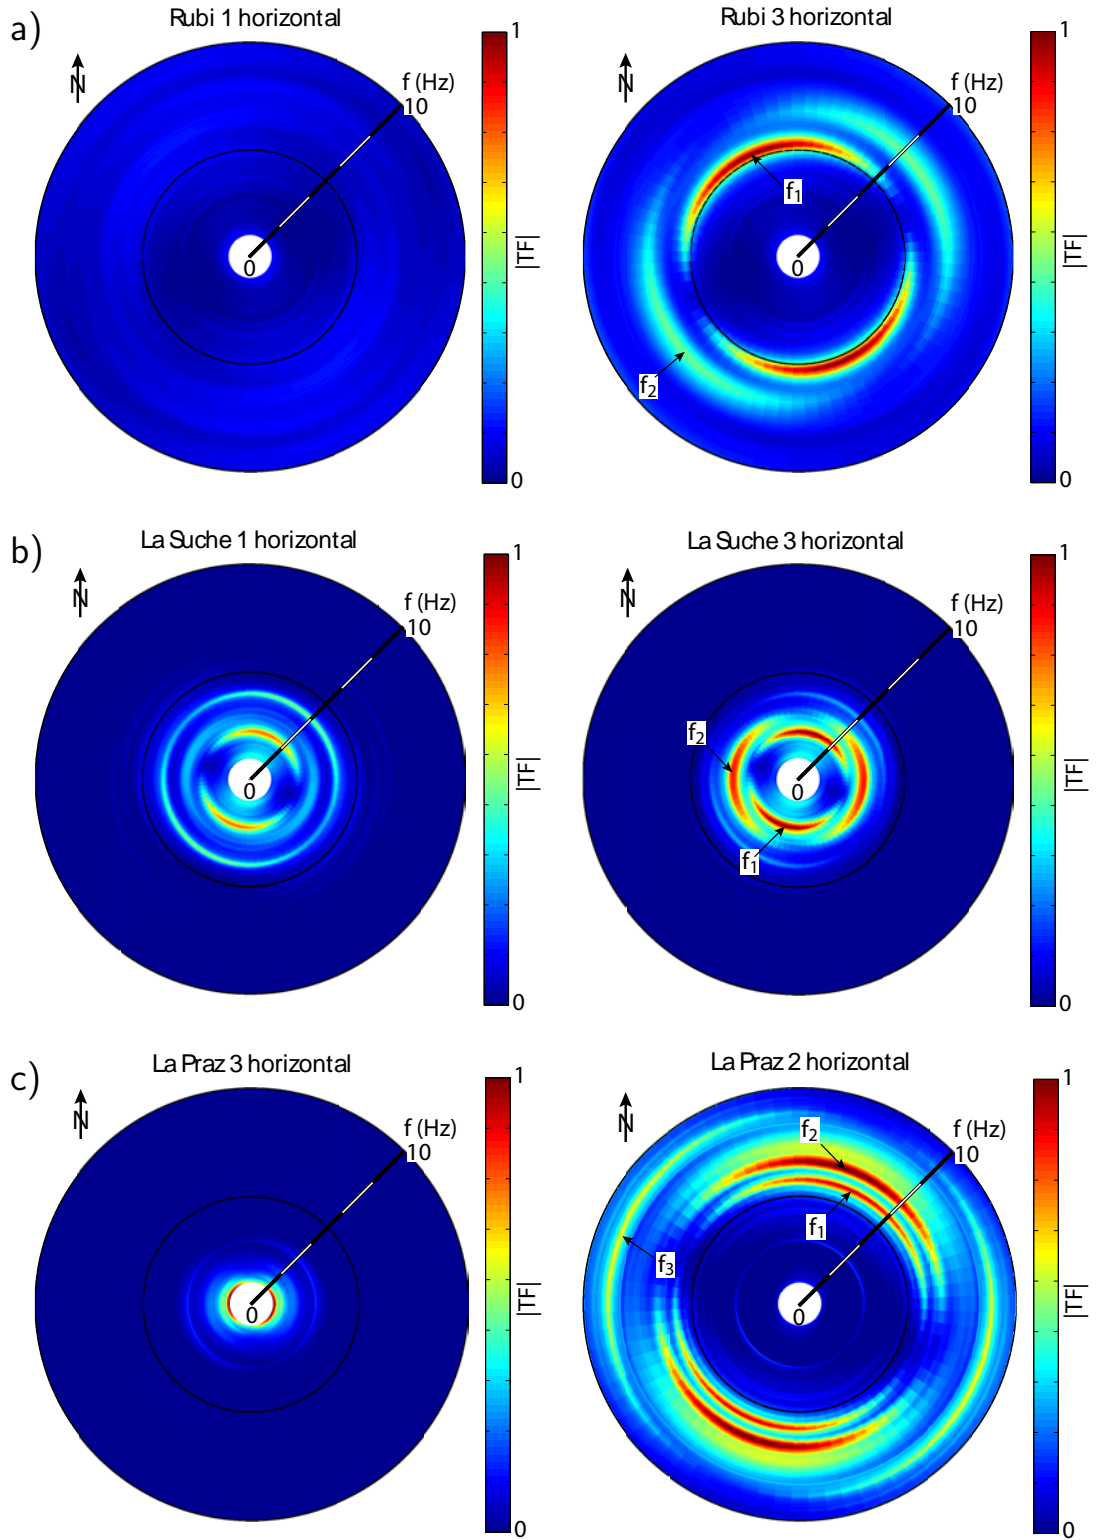 a)
Rubi 1 horizontal
N
f (Hz)
10
0
1
|TF|
0
Rubi 3 horizontal
N
f (Hz)
10
f1
0
f2
1
|TF|
0
b)
La Suche 1 horizontal
N
f (Hz)
10
0
1
|TF|
0
La Suche 3 horizontal
N
f (Hz)
10
f2
0
f1
1
|TF|
0
c)
La Praz 3 horizontal
N
f (Hz)
10
0
1
|TF|
0
La Praz 2 horizontal
N
f (Hz)
10
f2
f1
f3
0
1
|TF|
0